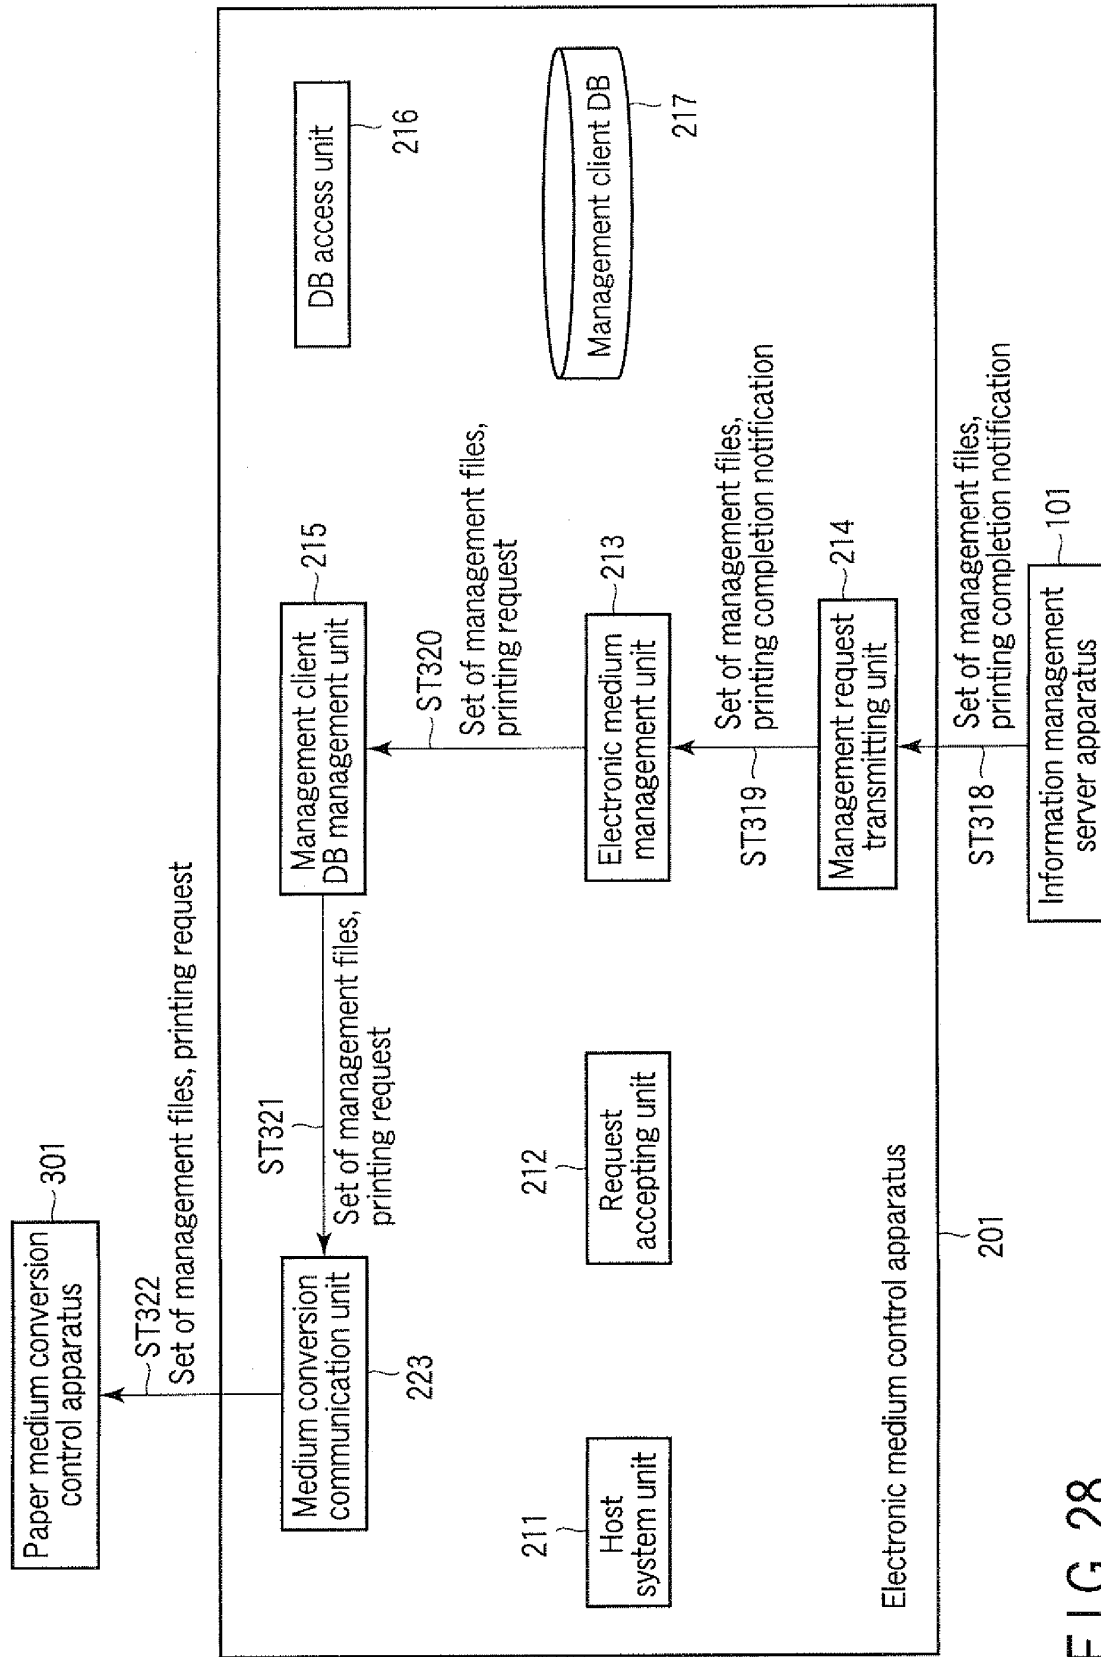 Paper medium conversion
control apparatus
301
ST322
Set of management files, printing request
Medium conversion
communication unit
223
ST321
Set of management files,
printing request
Management client
DB management unit
215
DB access unit
216
ST320
Set of management files,
printing request
Host
system unit
211
Request
accepting unit
212
Electronic medium
management unit
213
Management client DB
217
ST319
Set of management files,
printing completion notification
Management request
transmitting unit
214
Electronic medium control apparatus
201
ST318
Set of management files,
printing completion notification
Information management
server apparatus
101
FIG. 28